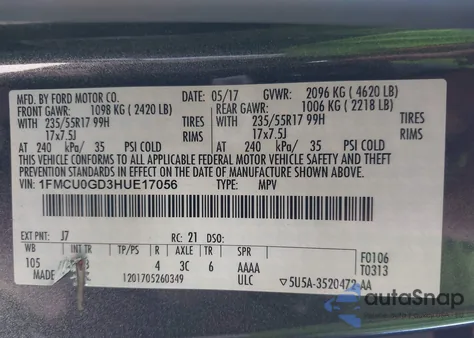 MFD. BY FORD MOTOR CO.
05/17 GVWR: 2096 KG (4620 LB)
FRONT GAWR: 1098 KG (2420 LB) REAR GAWR: 1006 KG (2218 LB)
WITH WITH
235/55R17 99H TIRES 235/55R17 99H TIRES
17x7.5J RIMS 17x7.5J RIMS
AT 240 kPa/ 35 PSI COLD AT 240 kPa/ 35 PSI COLD
THIS VEHICLE CONFORMS TO ALL APPLICABLE FEDERAL MOTOR VEHICLE SAFETY AND THEFT PREVENTION STANDARDS IN EFFECT ON THE DATE OF MANUFACTURE SHOWN ABOVE.
VIN: 1FMCU0GD3HUE17056 TYPE: MPV
EXT PNT: J7 RC: 21 DSO:
WB INT TR TP/PS R AXLE TR SPR F0106
105 4 3C 6 AAAA T0313
MADE 1201705260349 ULC 5U5A-3520472-AA
autoSnap